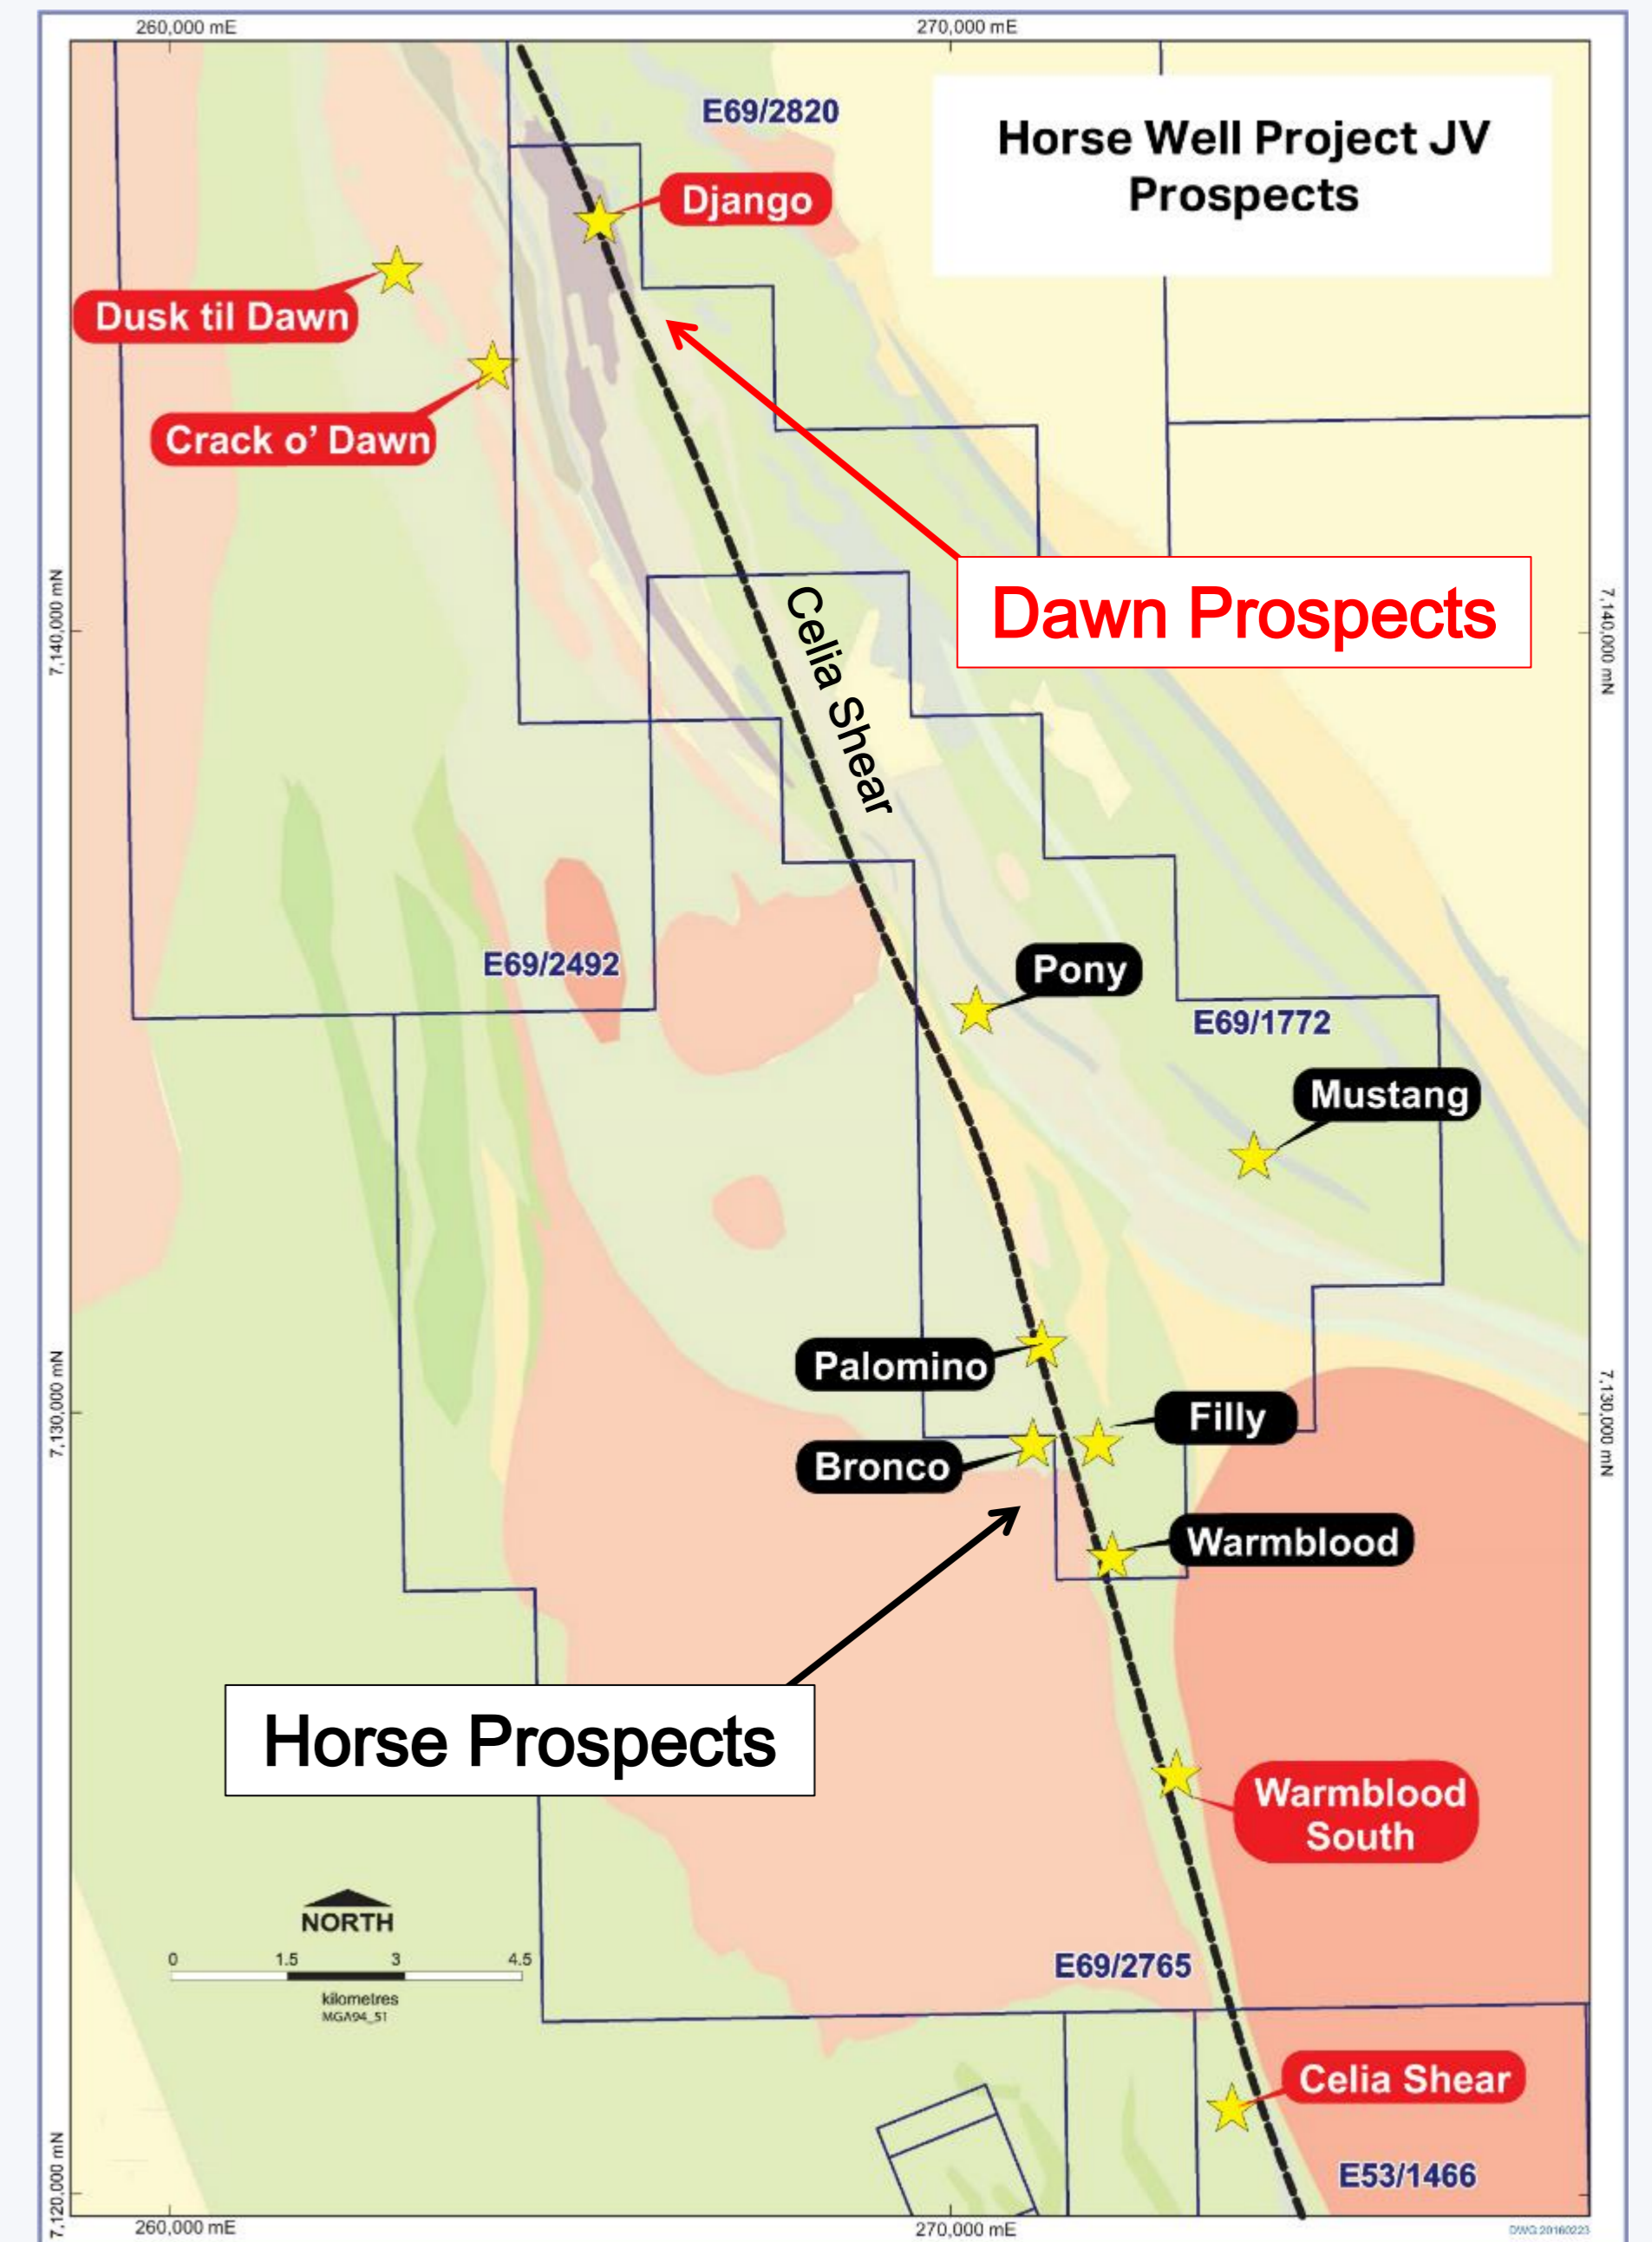 260,000 mE
270,000 mE
E69/2820
Horse Well Project JV
Prospects
Django
Dusk til Dawn
Crack o' Dawn
Dawn Prospects
7,140,000 mN
7,140,000 mN
Celia Shear
E69/2492
Pony
E69/1772
Mustang
Palomino
Filly
7,130,000 mN
7,130,000 mN
Bronco
Warmblood
Horse Prospects
Warmblood
South
NORTH
0 1.5 3 4.5
kilometres
MGA94_51
E69/2765
Celia Shear
E53/1466
7,120,000 mN
260,000 mE
270,000 mE
DWG:20160223